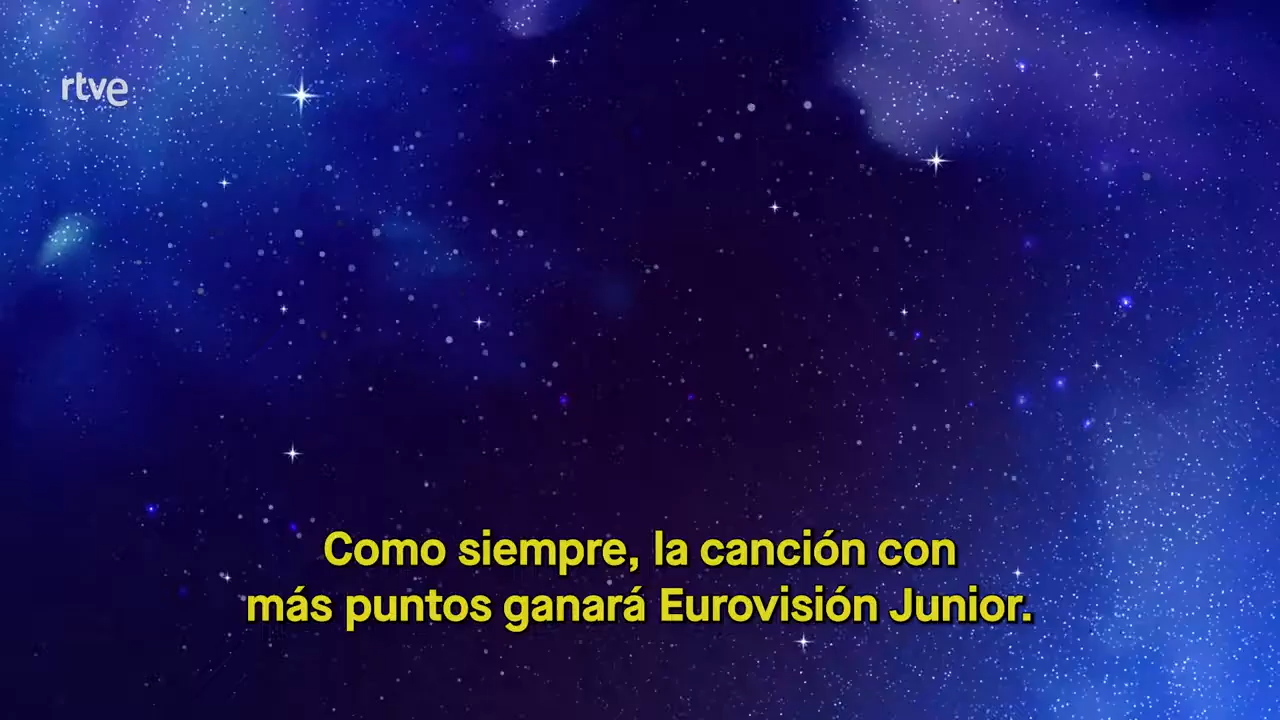 rtve
Como siempre, la canción con
más puntos ganará Eurovisión Junior.